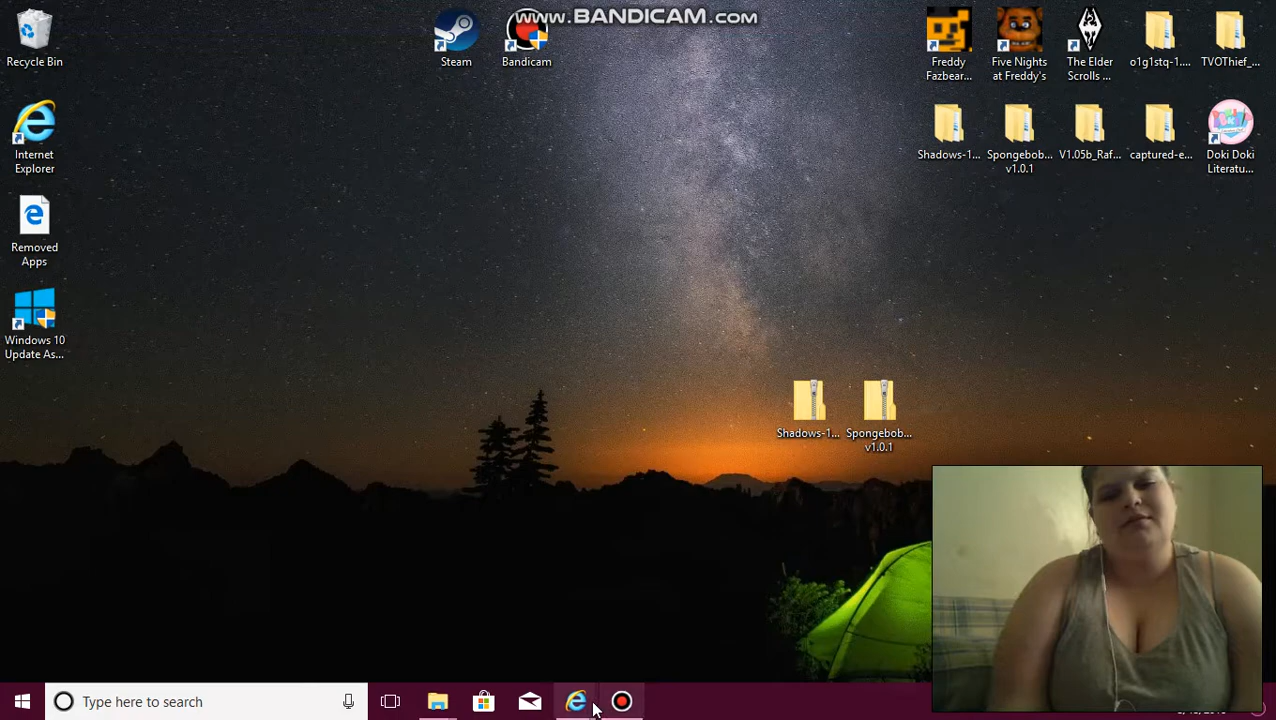 www.BANDICAM.com
Recycle Bin
Steam
Bandicam
Freddy
Fazbear...
Five Nights
at Freddy's
The Elder
Scrolls ...
o1g1stq-1....
TVOThief_...
Internet
Explorer
Shadows-1...
Spongebob...
v1.0.1
V1.05b_Raf...
captured-e...
Doki Doki
Literatu...
Removed
Apps
Windows 10
Update As...
Shadows-1...
Spongebob...
v1.0.1
Type here to search